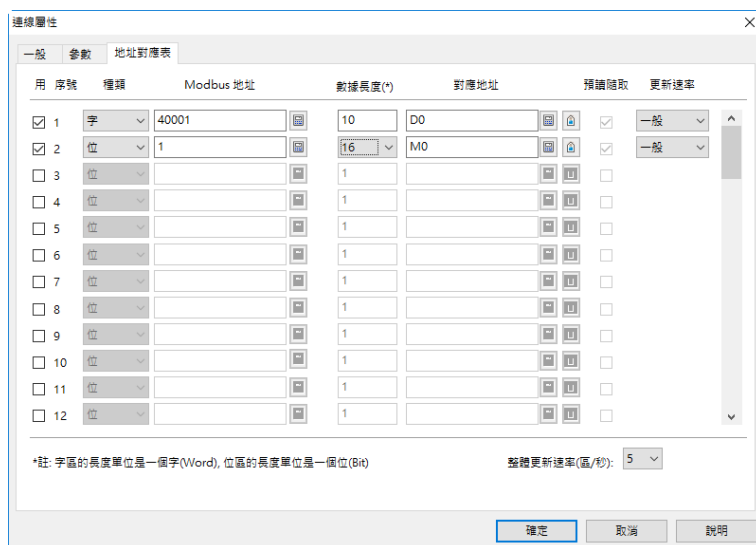 連線屬性
一般 參數 地址對應表
用 序號 種類 Modbus 地址 數據長度(*) 對應地址 預讀隨取 更新速率
1 字 40001 10 D0 一般
2 位 1 16 M0 一般
3 位 1
4 位 1
5 位 1
6 位 1
7 位 1
8 位 1
9 位 1
10 位 1
11 位 1
12 位 1
*註: 字區的長度單位是一個字(Word), 位區的長度單位是一個位(Bit) 整體更新速率(區/秒): 5
確定 取消 說明